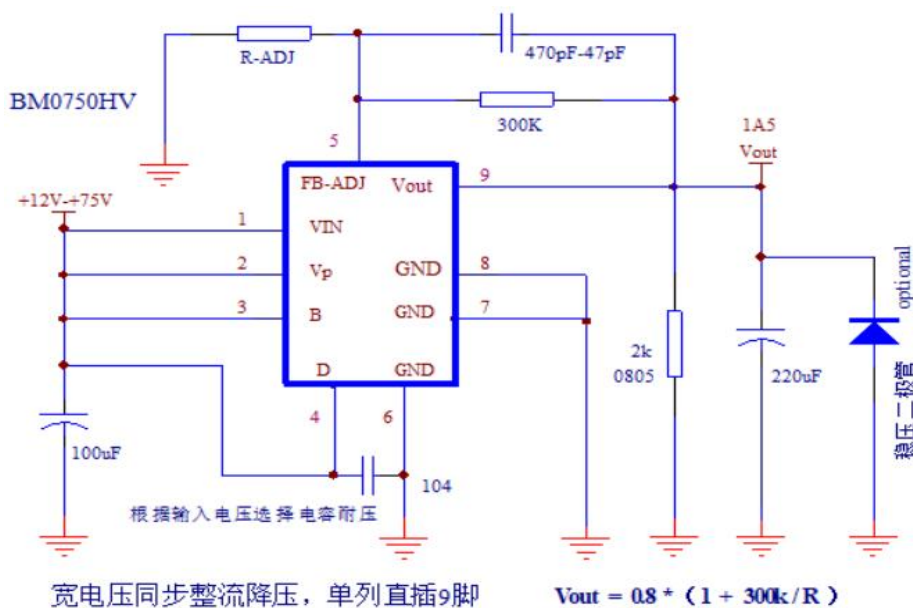 R-ADJ
470pF-47pF
BM0750HV
300K
5
1A5
Vout
FB-ADJ
Vout
9
+12V-+75V
1
VIN
2
Vp
GND
8
3
B
GND
7
optional
2k
0805
220uF
稳压二极管
D
GND
4
6
100uF
104
根据输入电压选择电容耐压
宽电压同步整流降压，单列直插9脚
Vout = 0.8 * （1 + 300k / R ）